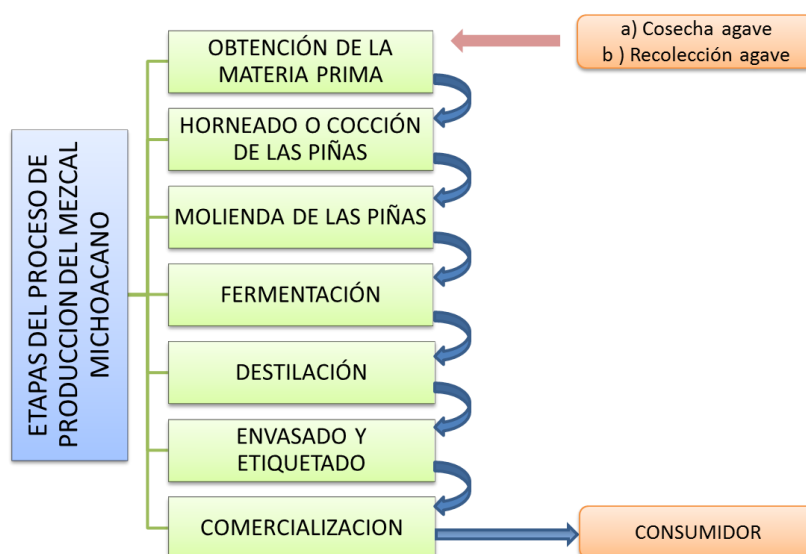 ETAPAS DEL PROCESO DE
PRODUCCION DEL MEZCAL
MICHOACANO
OBTENCIÓN DE LA
MATERIA PRIMA
a) Cosecha agave
b ) Recolección agave
HORNEADO O COCCIÓN
DE LAS PIÑAS
MOLIENDA DE LAS PIÑAS
FERMENTACIÓN
DESTILACIÓN
ENVASADO Y
ETIQUETADO
COMERCIALIZACION
CONSUMIDOR